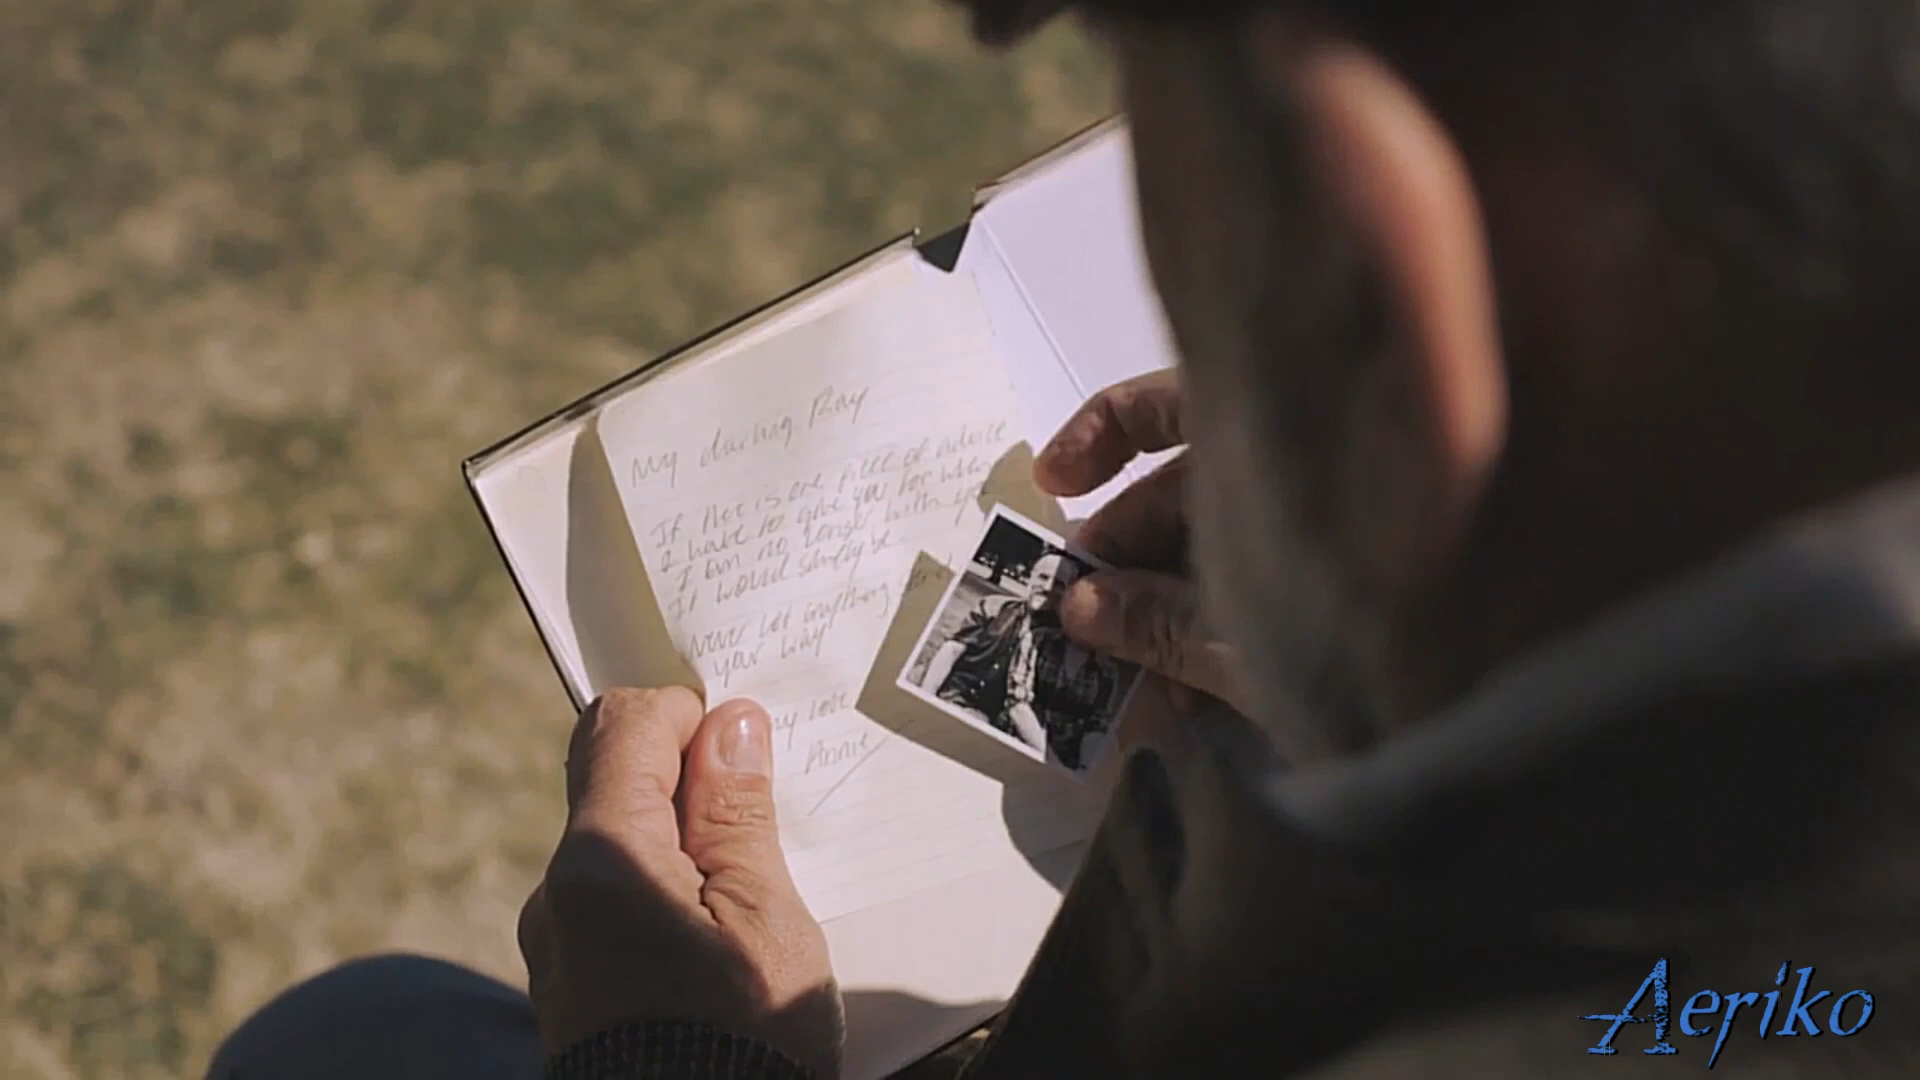 My darling Ray
If there is one piece of advice
I have to give you for when
I am no longer with you
It would simply be.
Never let anything
your way
my love
Annie
Aeriko